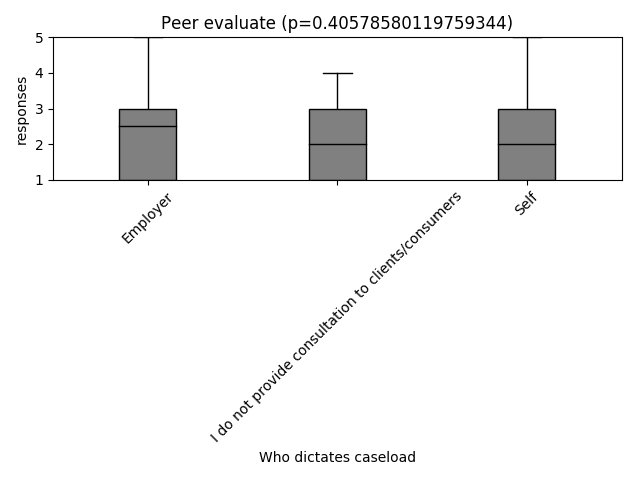 Peer evaluate (p=0.40578580119759344)
responses
5
4
3
2
1
Employer
I do not provide consultation to clients/consumers
Self
Who dictates caseload